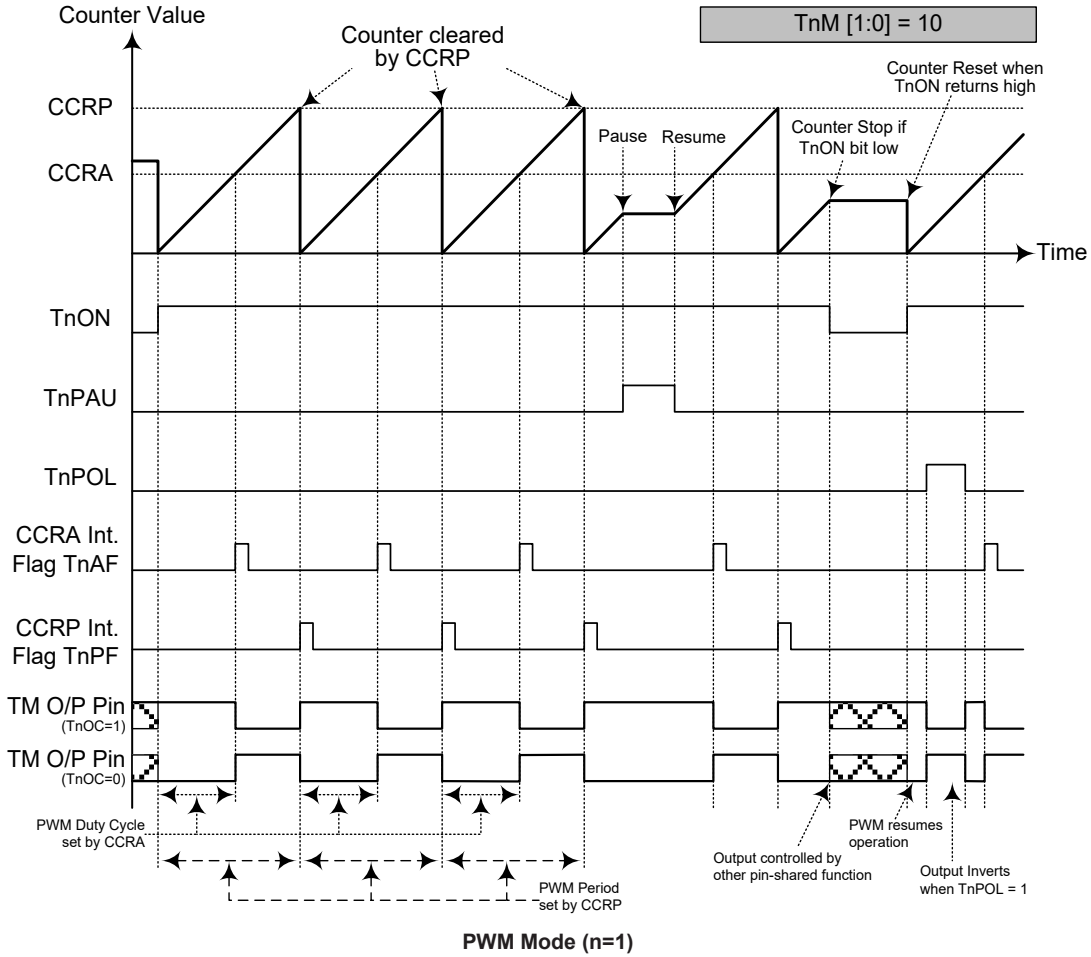 Counter Value
TnM [1:0] = 10
Counter cleared
by CCRP
Counter Reset when
TnON returns high
CCRP
Pause
Resume
Counter Stop if
TnON bit low
CCRA
Time
TnON
TnPAU
TnPOL
CCRA Int.
Flag TnAF
CCRP Int.
Flag TnPF
TM O/P Pin
(TnOC=1)
TM O/P Pin
(TnOC=0)
PWM Duty Cycle
set by CCRA
PWM resumes
operation
Output controlled by
other pin-shared function
Output Inverts
when TnPOL = 1
PWM Period
set by CCRP
PWM Mode (n=1)